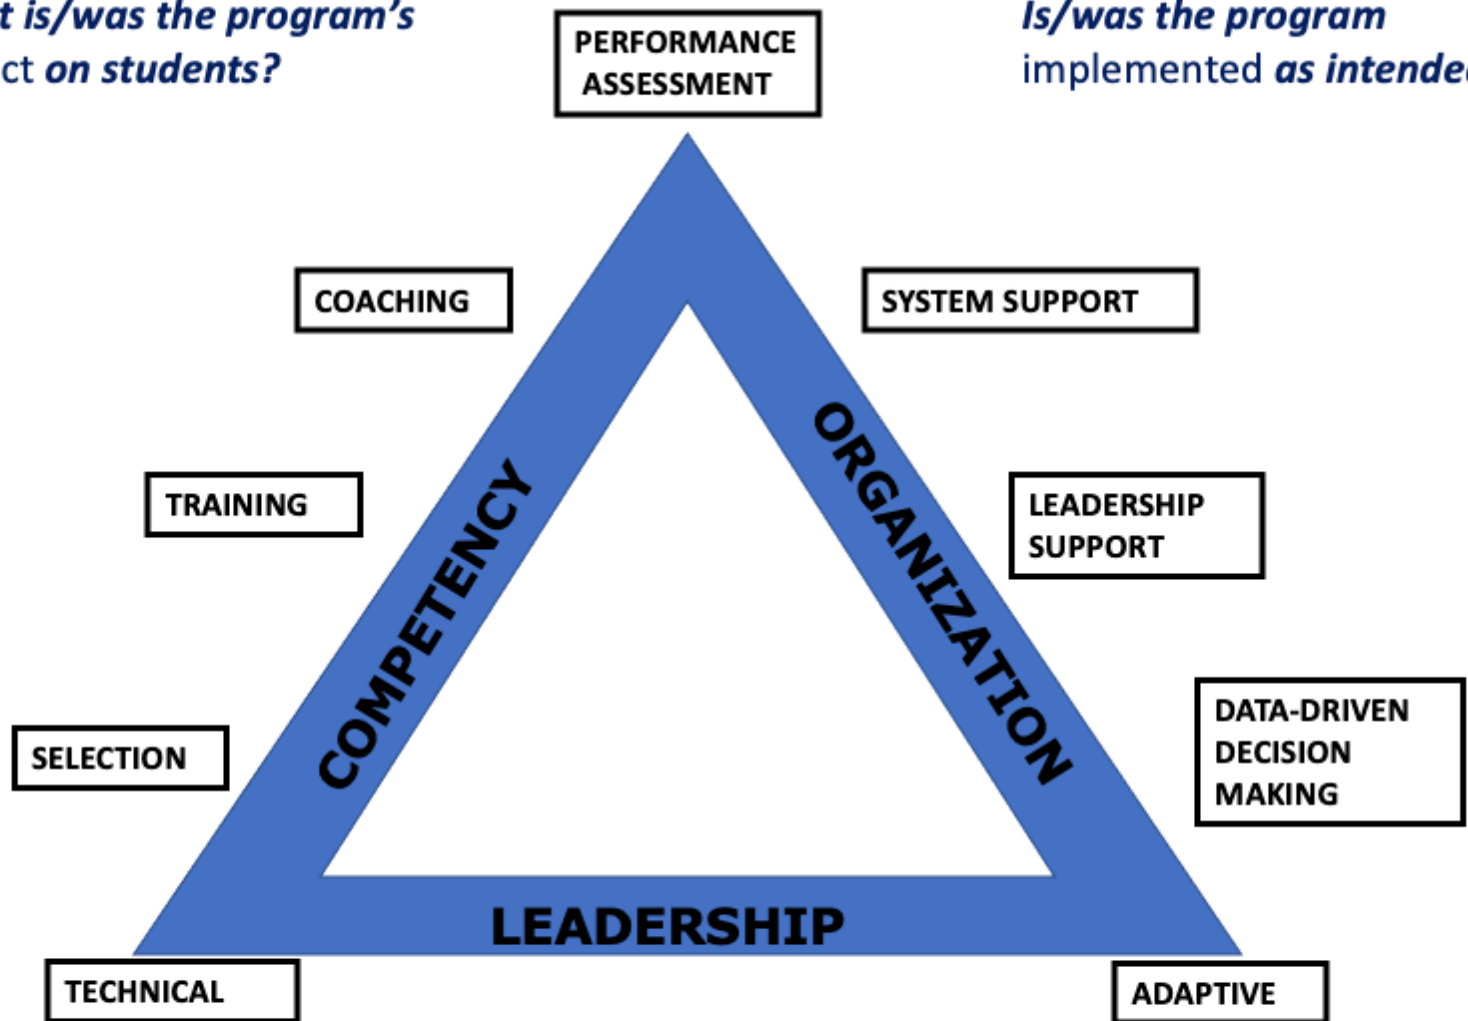 t is/was the program's
ct on students?
Is/was the program
implemented as intende
PERFORMANCE
ASSESSMENT
COACHING
SYSTEM SUPPORT
TRAINING
LEADERSHIP
SUPPORT
COMPETENCY
ORGANIZATION
SELECTION
DATA-DRIVEN
DECISION
MAKING
LEADERSHIP
TECHNICAL
ADAPTIVE